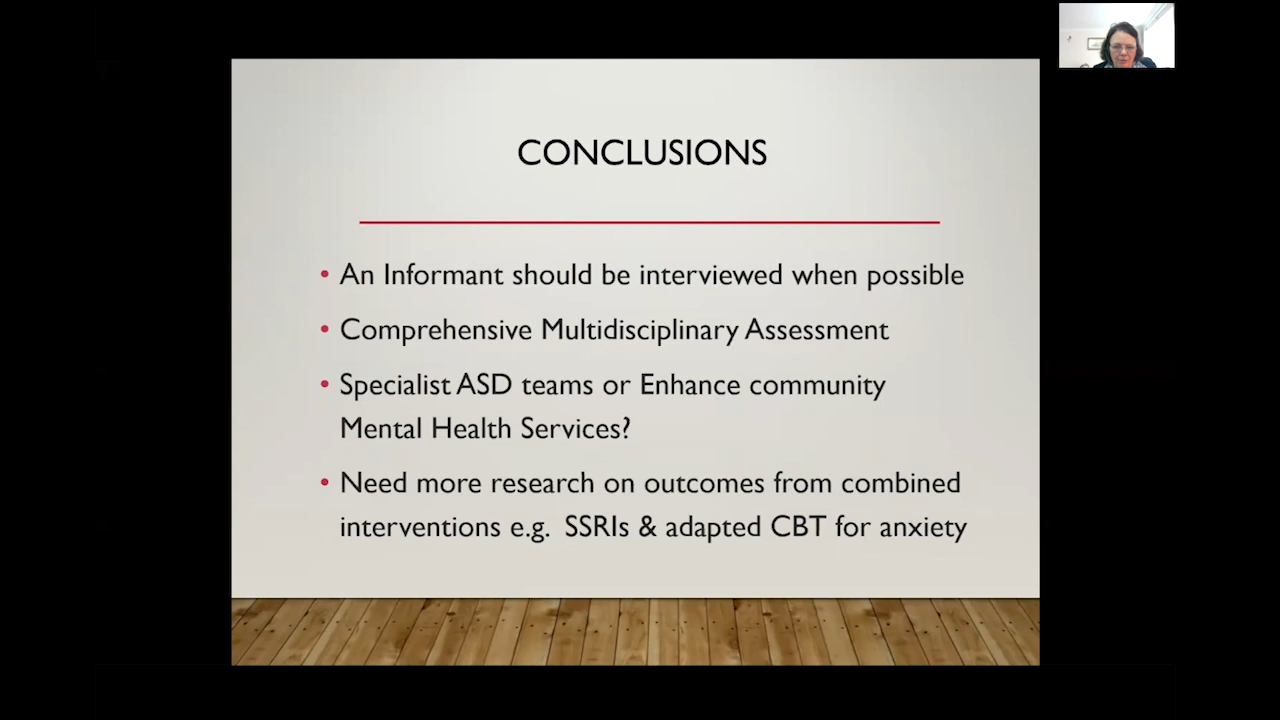 CONCLUSIONS
• An Informant should be interviewed when possible
• Comprehensive Multidisciplinary Assessment
• Specialist ASD teams or Enhance community
Mental Health Services?
• Need more research on outcomes from combined
interventions e.g. SSRIs & adapted CBT for anxiety